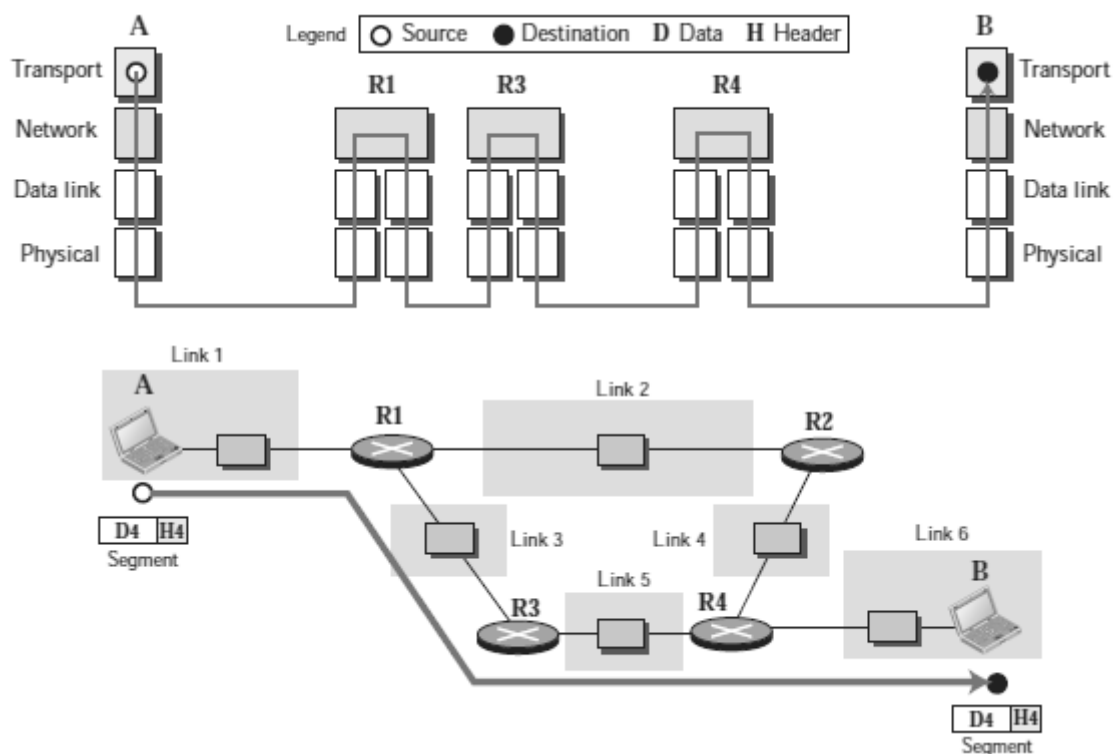 A
Legend Source Destination D Data H Header
B
Transport
R1
R3
R4
Transport
Network
Network
Data link
Data link
Physical
Physical
Link 1
A
Link 2
R1
R2
D4 H4
Segment
Link 3
Link 4
Link 6
Link 5
B
R3
R4
D4 H4
Segment